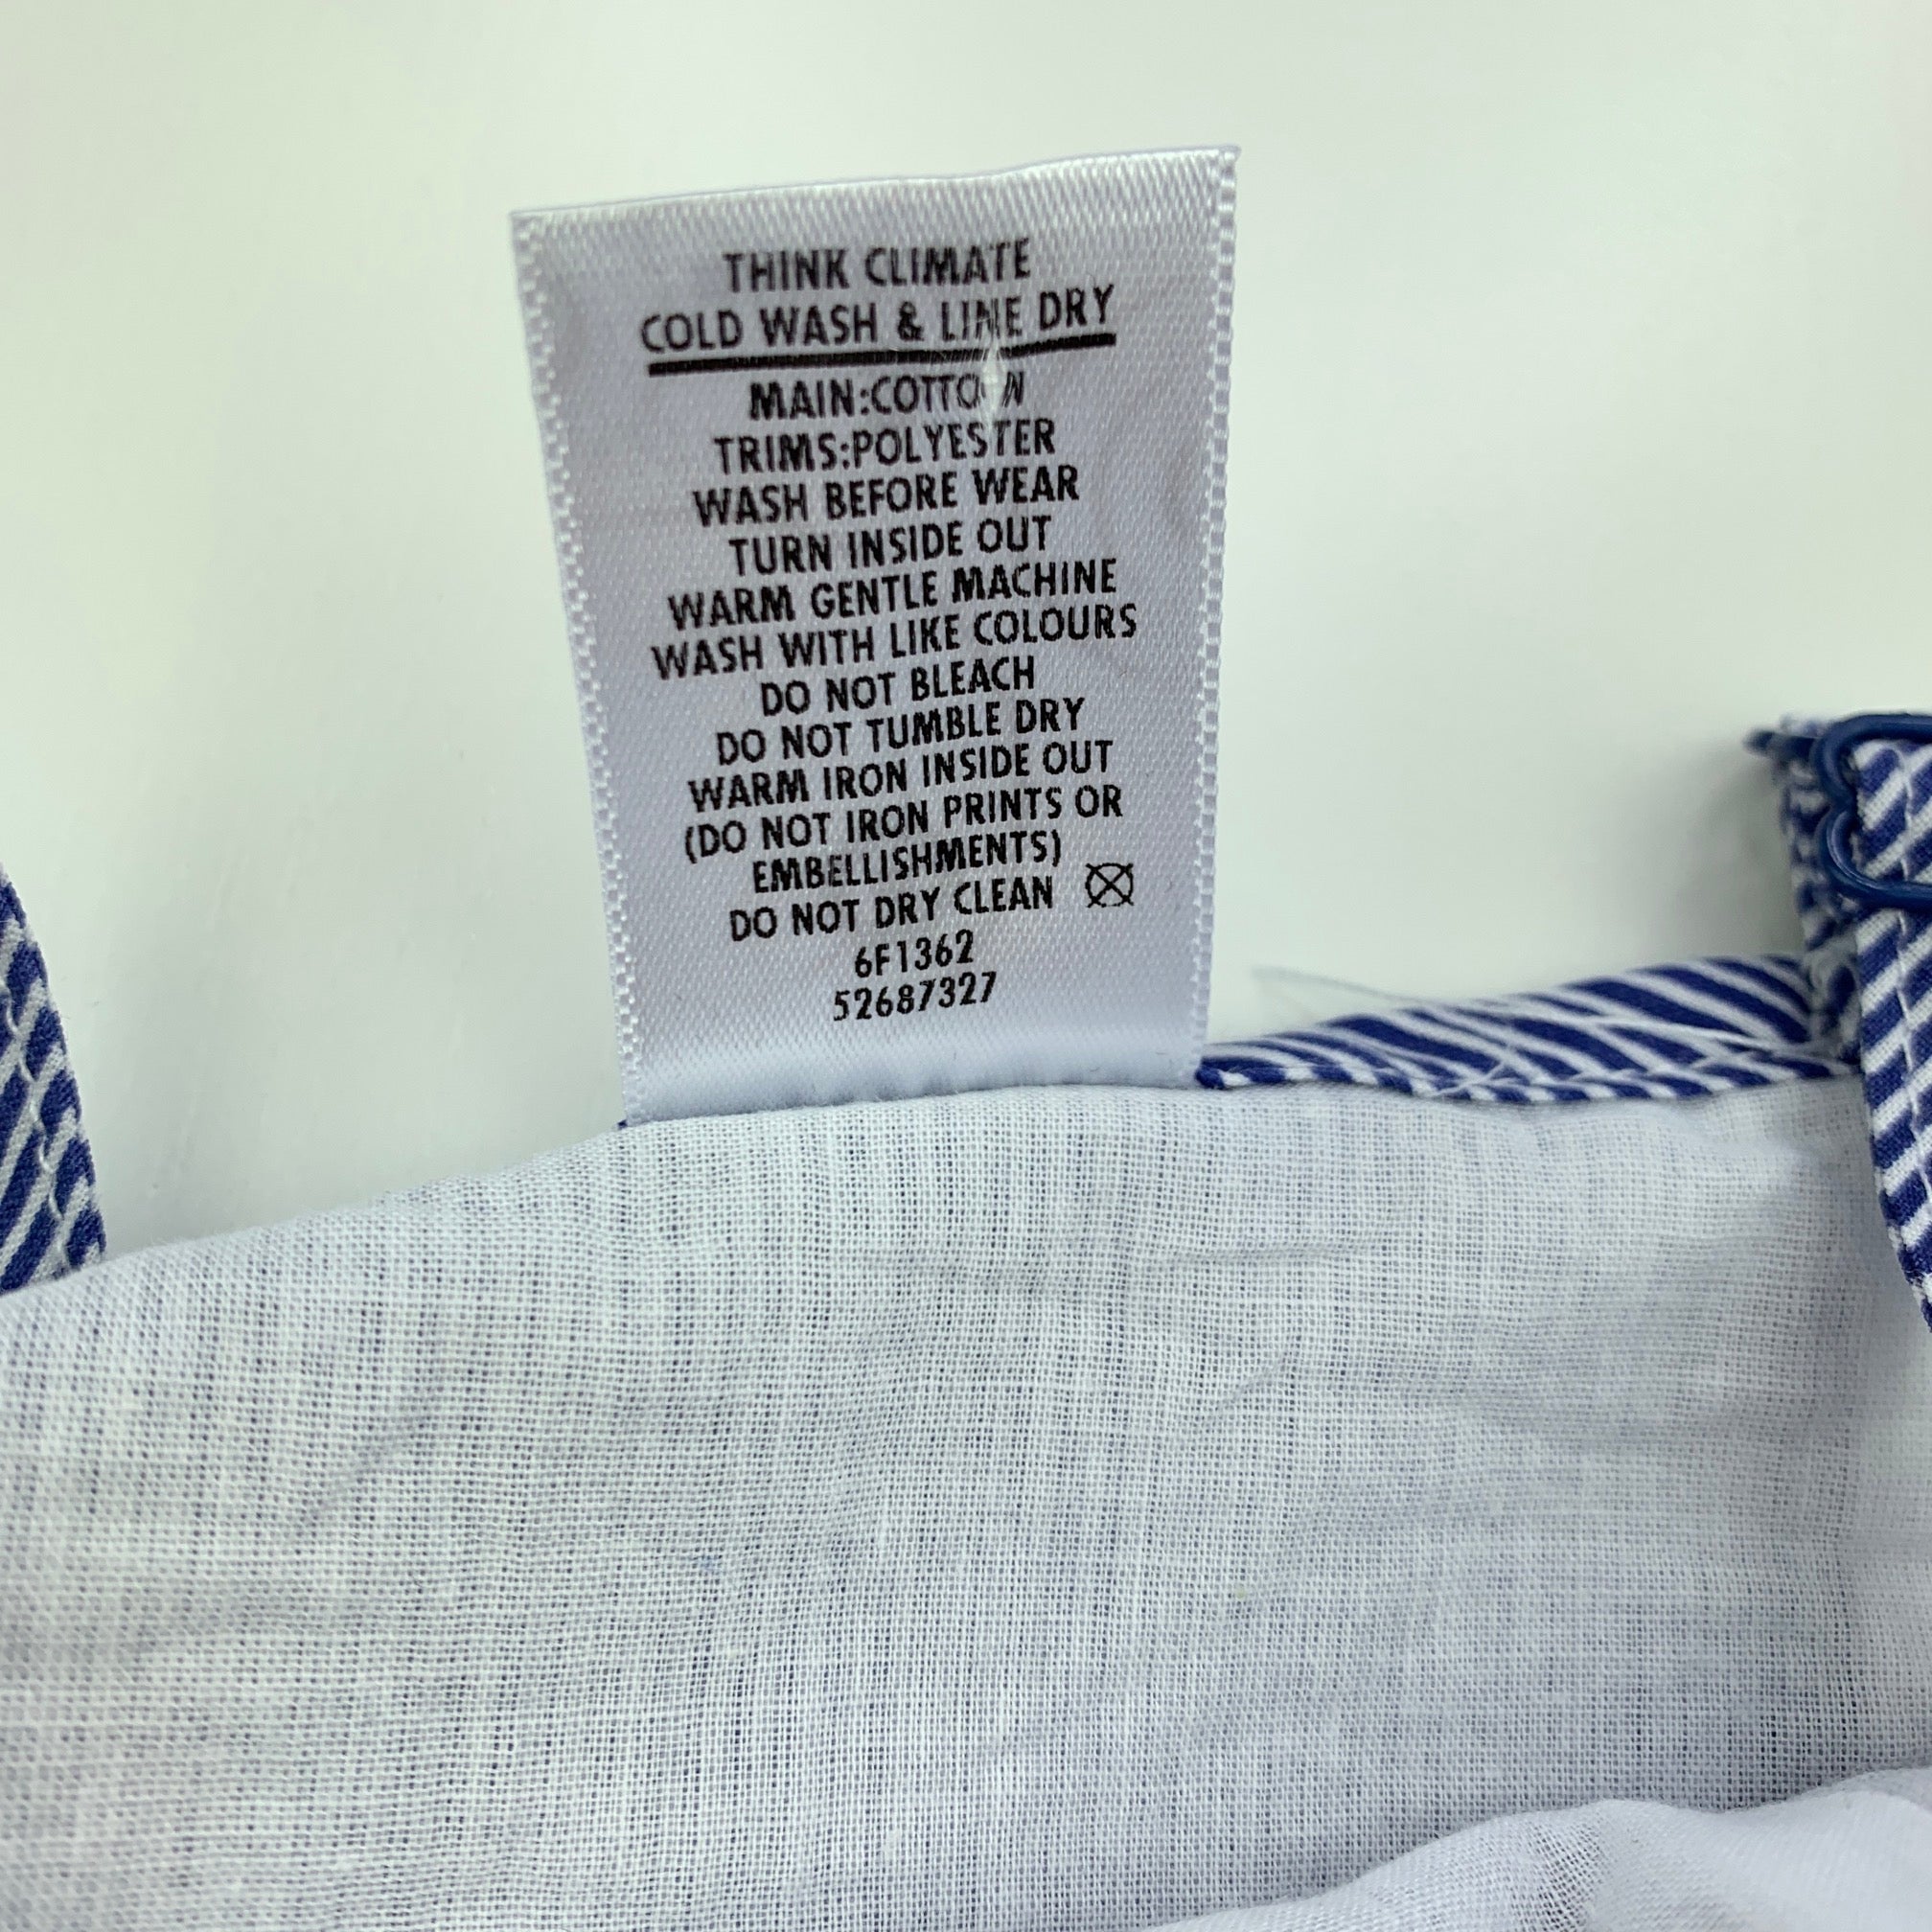 THINK CLIMATE
COLD WASH & LINE DRY
MAIN:COTTON
TRIMS:POLYESTER
WASH BEFORE WEAR
TURN INSIDE OUT
WARM GENTLE MACHINE
WASH WITH LIKE COLOURS
DO NOT BLEACH
DO NOT TUMBLE DRY
WARM IRON INSIDE OUT
(DO NOT IRON PRINTS OR
EMBELLISHMENTS)
DO NOT DRY CLEAN
6F1362
52687327